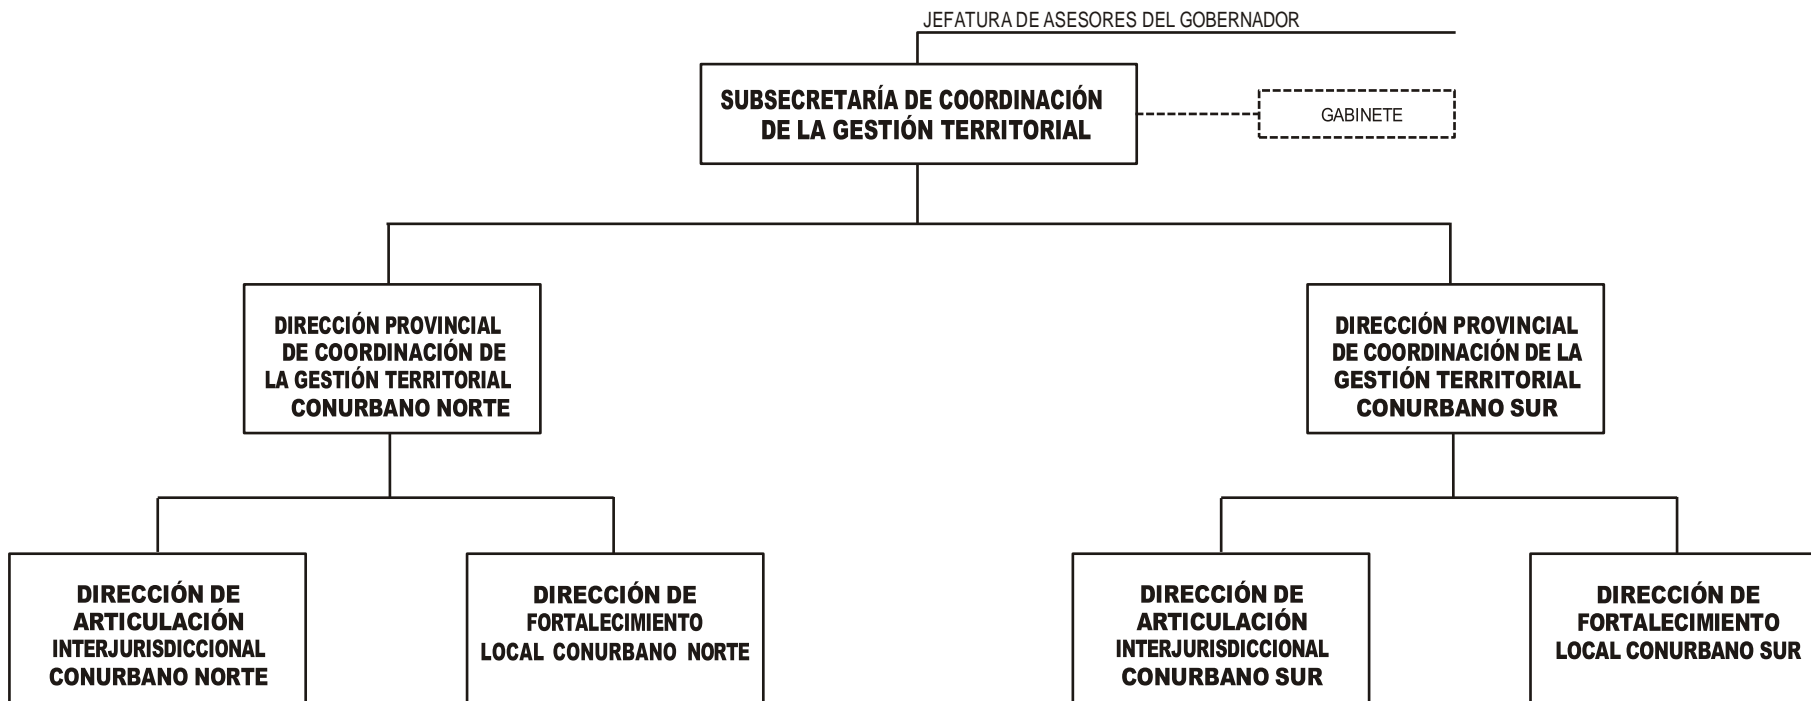 JEFATURA DE ASESORES DEL GOBERNADOR
SUBSECRETARÍA DE COORDINACIÓN
DE LA GESTIÓN TERRITORIAL
GABINETE
DIRECCIÓN PROVINCIAL
DE COORDINACIÓN DE
LA GESTIÓN TERRITORIAL
CONURBANO NORTE
DIRECCIÓN PROVINCIAL
DE COORDINACIÓN DE LA
GESTIÓN TERRITORIAL
CONURBANO SUR
DIRECCIÓN DE
ARTICULACIÓN
INTERJURISDICCIONAL
CONURBANO NORTE
DIRECCIÓN DE
FORTALECIMIENTO
LOCAL CONURBANO NORTE
DIRECCIÓN DE
ARTICULACIÓN
INTERJURISDICCIONAL
CONURBANO SUR
DIRECCIÓN DE
FORTALECIMIENTO
LOCAL CONURBANO SUR